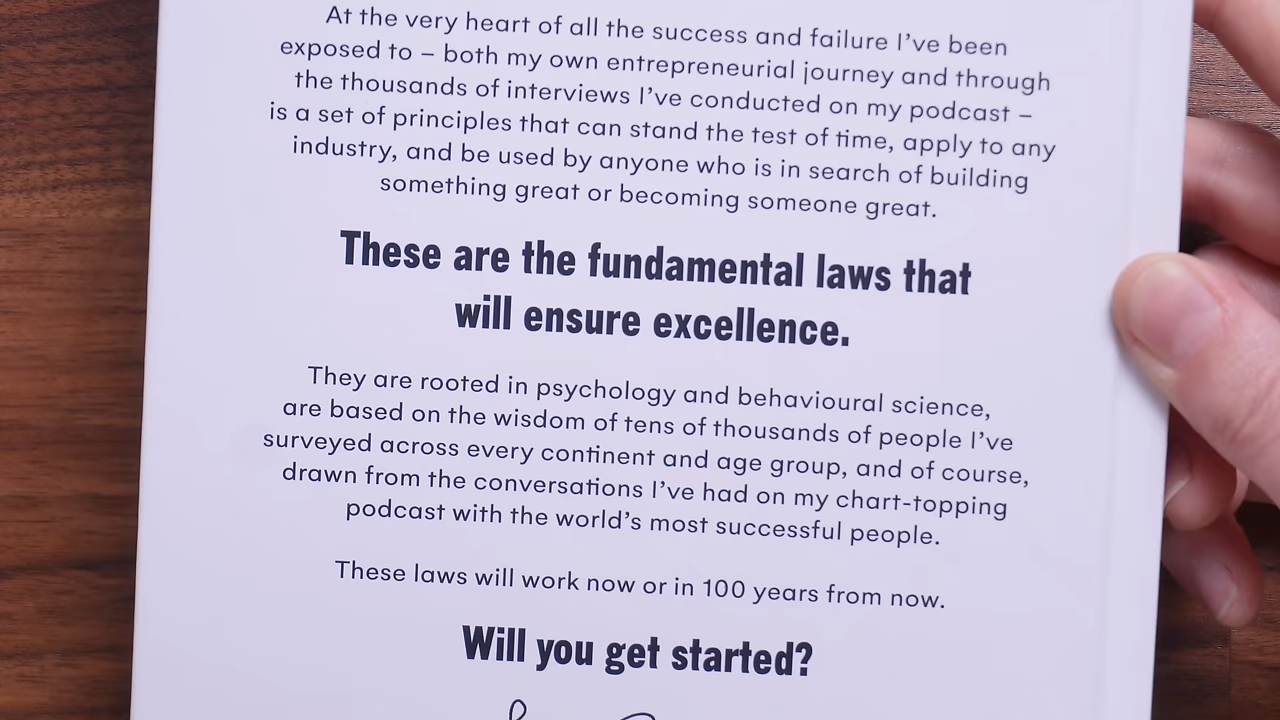 At the very heart of all the success and failure I've been
exposed to – both my own entrepreneurial journey and through
the thousands of interviews I've conducted on my podcast –
is a set of principles that can stand the test of time, apply to any
industry, and be used by anyone who is in search of building
something great or becoming someone great.
These are the fundamental laws that
will ensure excellence.
They are rooted in psychology and behavioural science,
are based on the wisdom of tens of thousands of people I've
surveyed across every continent and age group, and of course,
drawn from the conversations I've had on my chart-topping
podcast with the world's most successful people.
These laws will work now or in 100 years from now.
Will you get started?